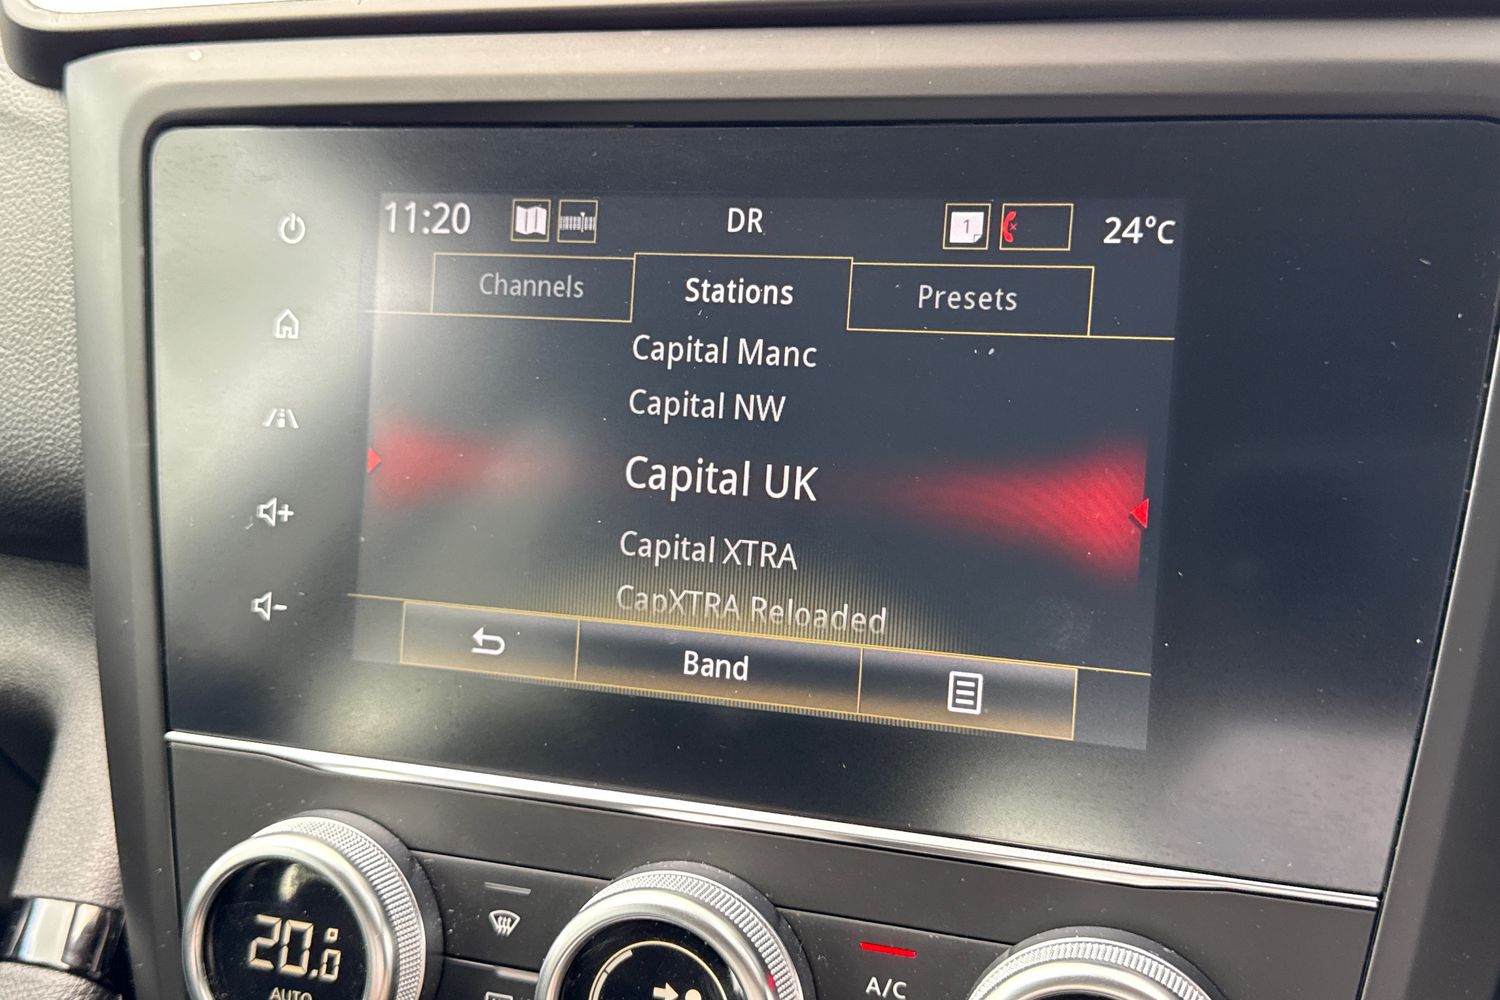 11:20 DR 1 24°C
Channels Stations Presets
Capital Manc
Capital NW
Capital UK
Capital XTRA
CapXTRA Reloaded
Band
20.0
AUTO
A/C